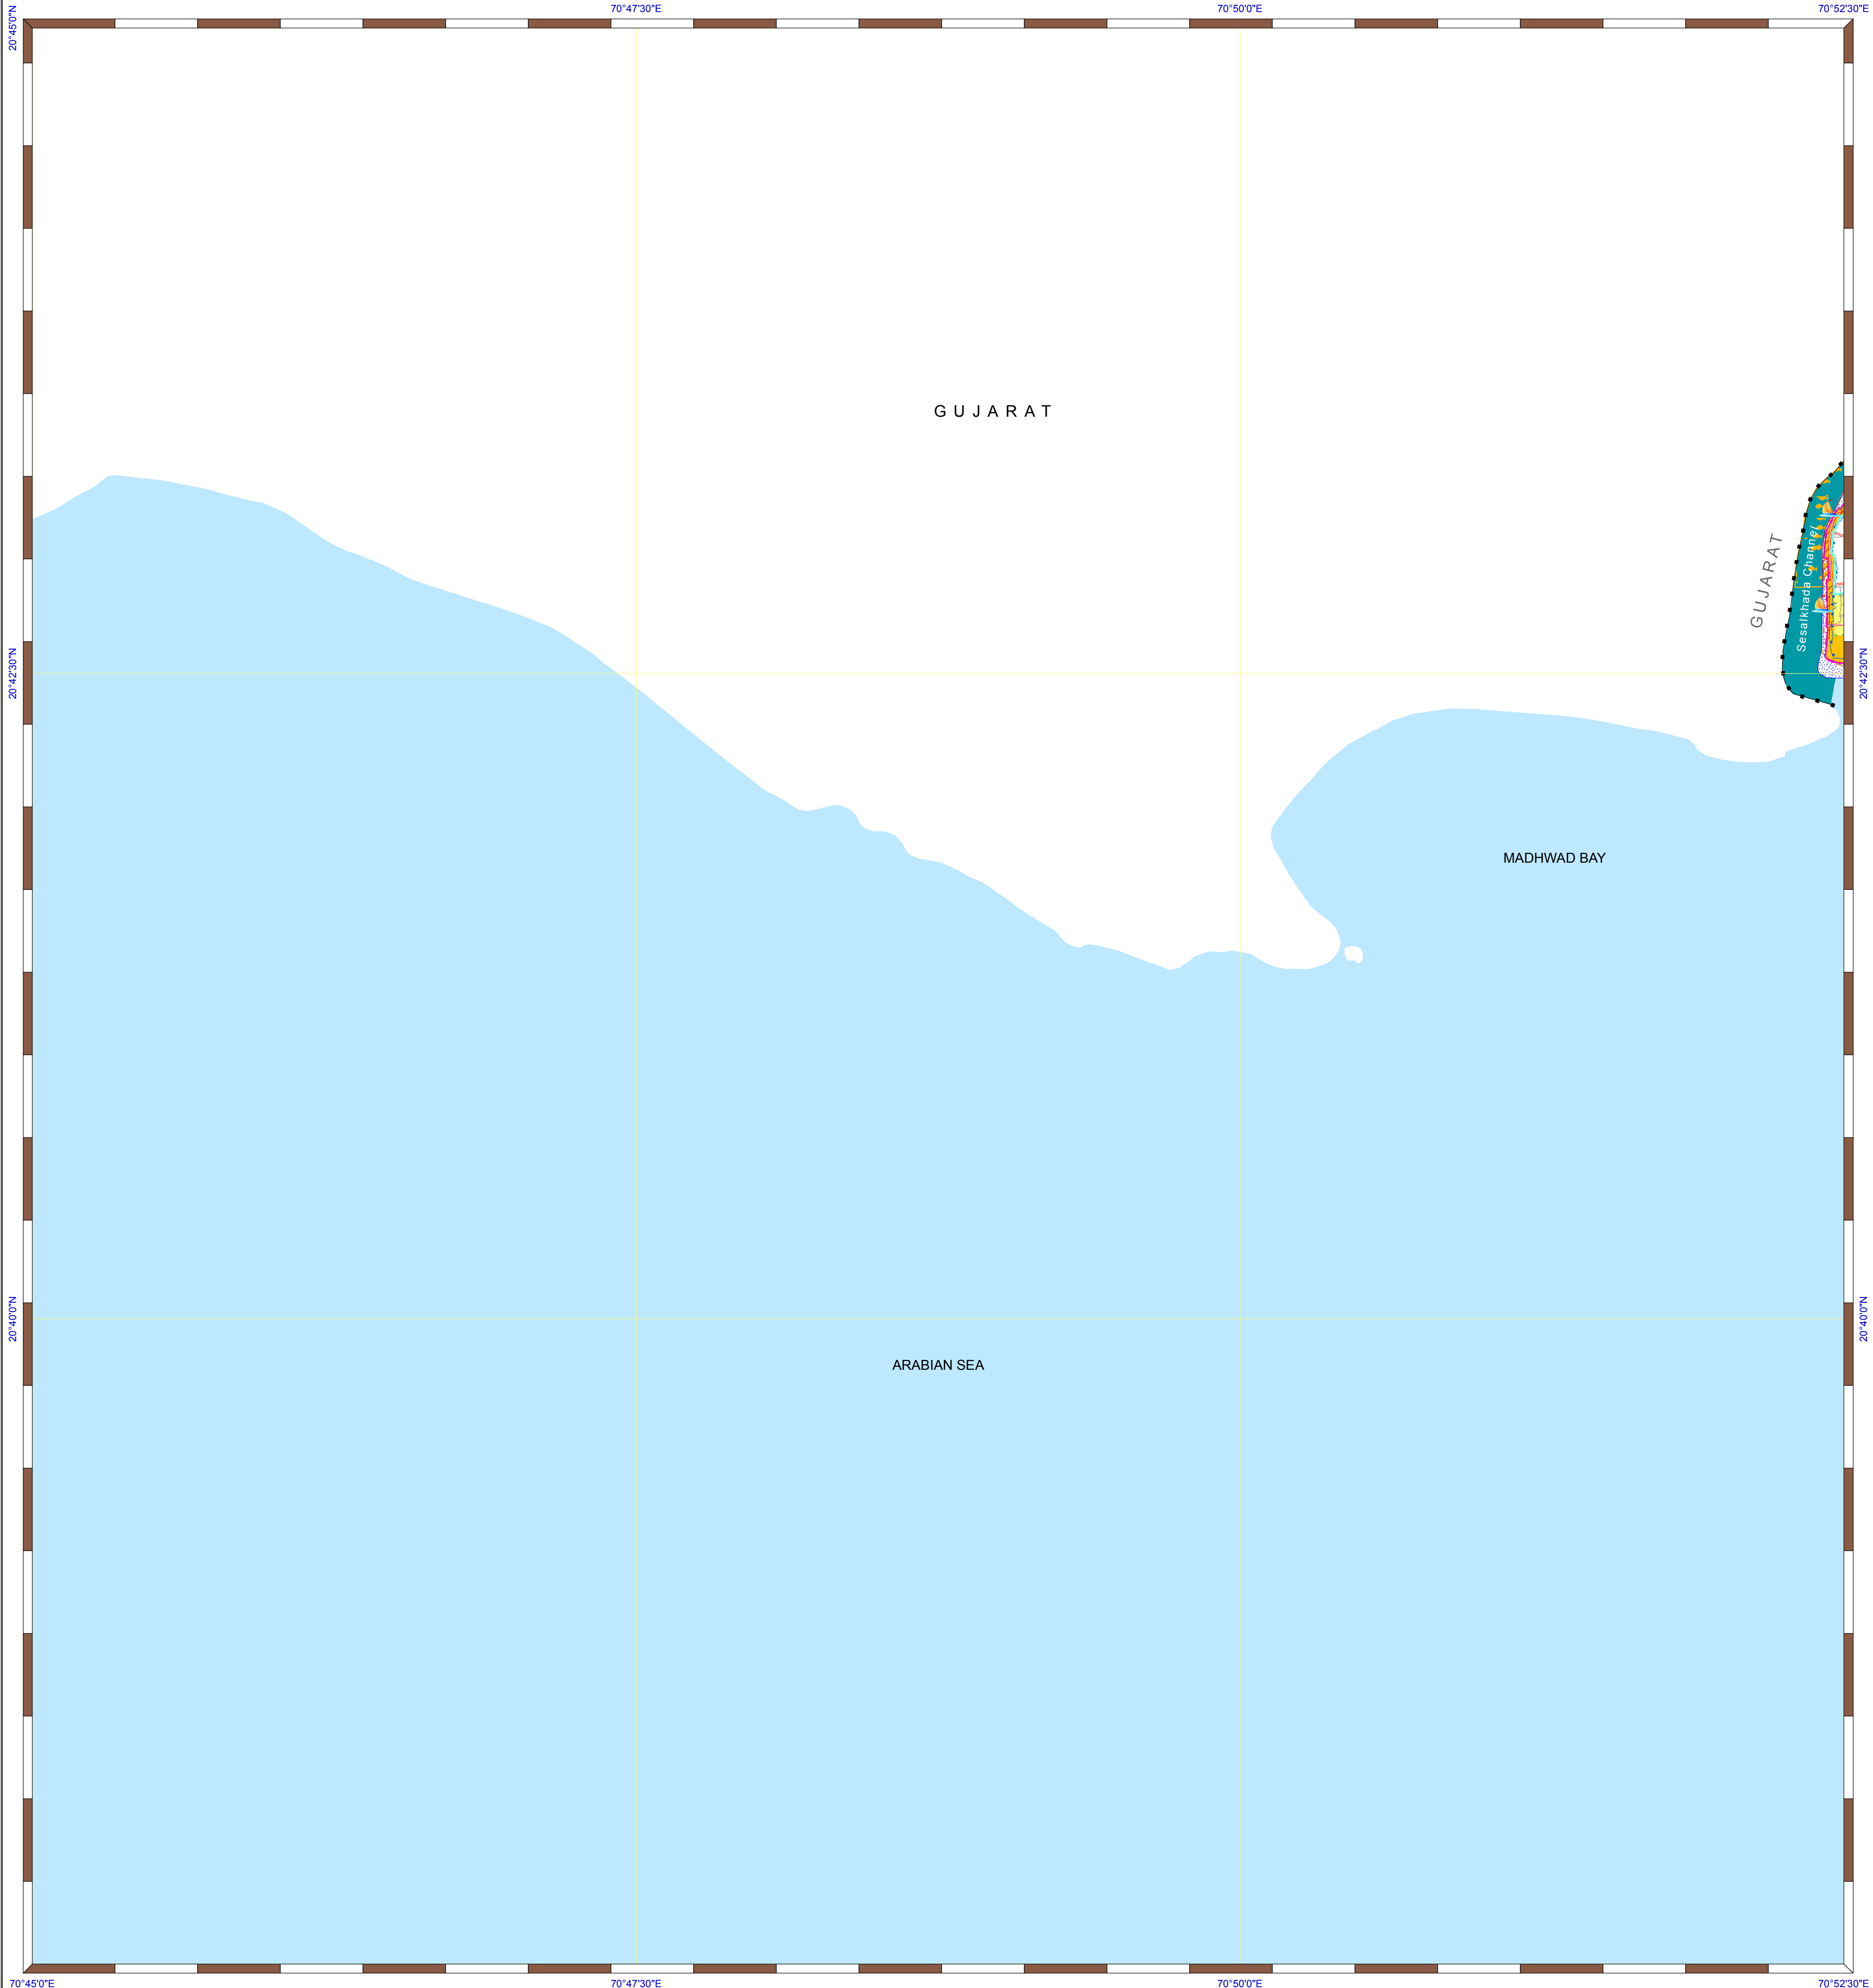 70°47'30"E
70°50'0"E
70°52'30"E
20°45'0"N
G U J A R A T
GUJARAT
Sesalkhada Channel
20°42'30"N
20°42'30"N
MADHWAD BAY
20°40'0"N
20°40'0"N
ARABIAN SEA
70°45'0"E
70°47'30"E
70°50'0"E
70°52'30"E